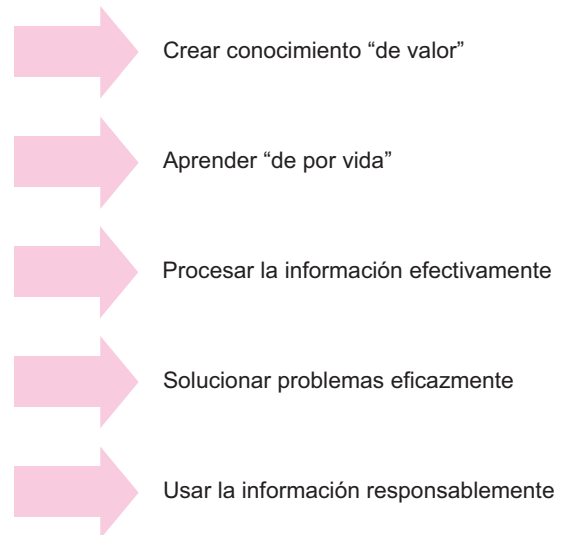 Crear conocimiento “de valor”
Aprender “de por vida”
Procesar la información efectivamente
Solucionar problemas eficazmente
Usar la información responsablemente